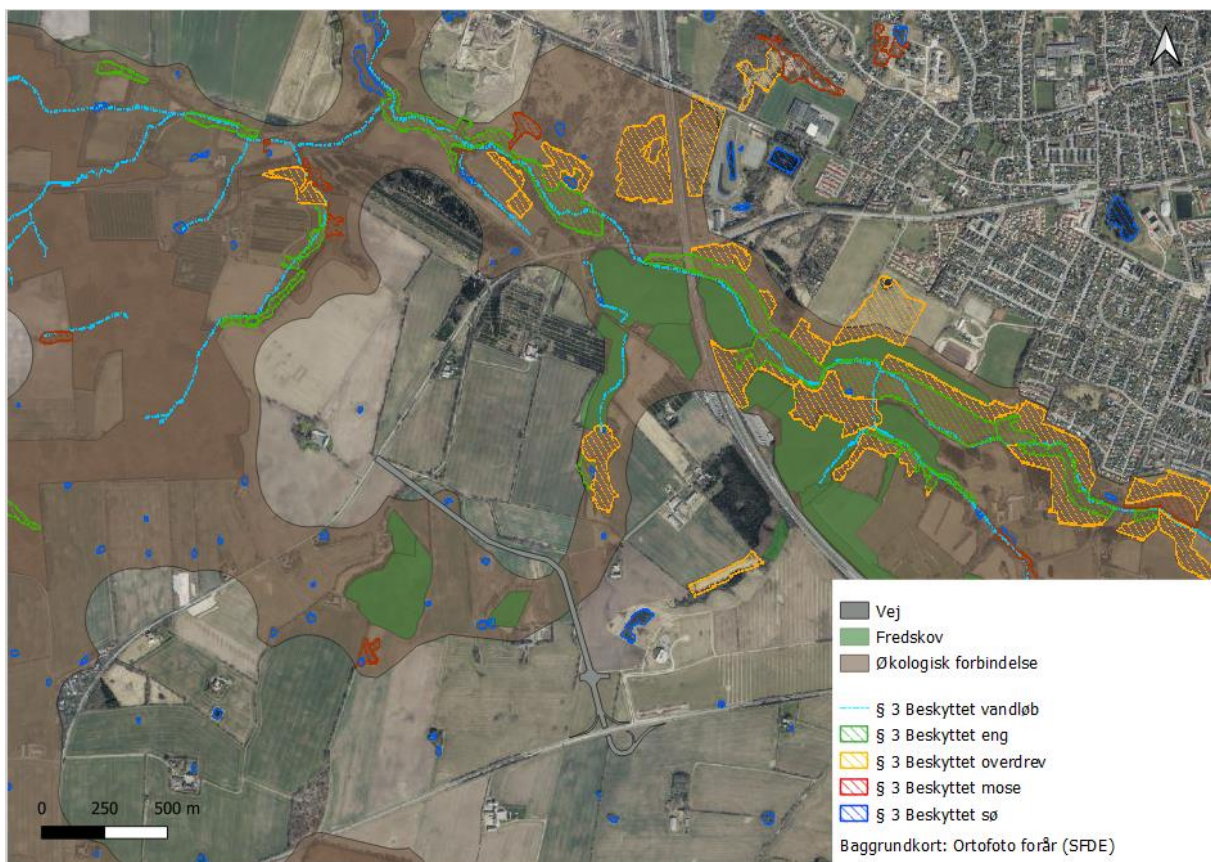 Vej
Fredskov
Økologisk forbindelse
§ 3 Beskyttet vandløb
§ 3 Beskyttet eng
§ 3 Beskyttet overdrev
§ 3 Beskyttet mose
§ 3 Beskyttet sø
Baggrundkort: Ortofoto forår (SFDE)
0 250 500 m